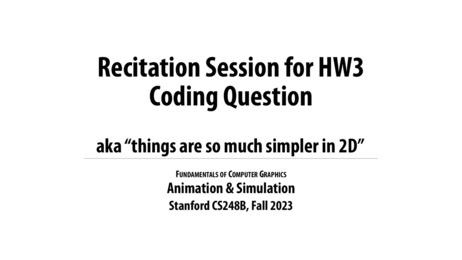 Recitation Session for HW3
Coding Question
aka “things are so much simpler in 2D”
FUNDAMENTALS OF COMPUTER GRAPHICS
Animation & Simulation
Stanford CS248B, Fall 2023